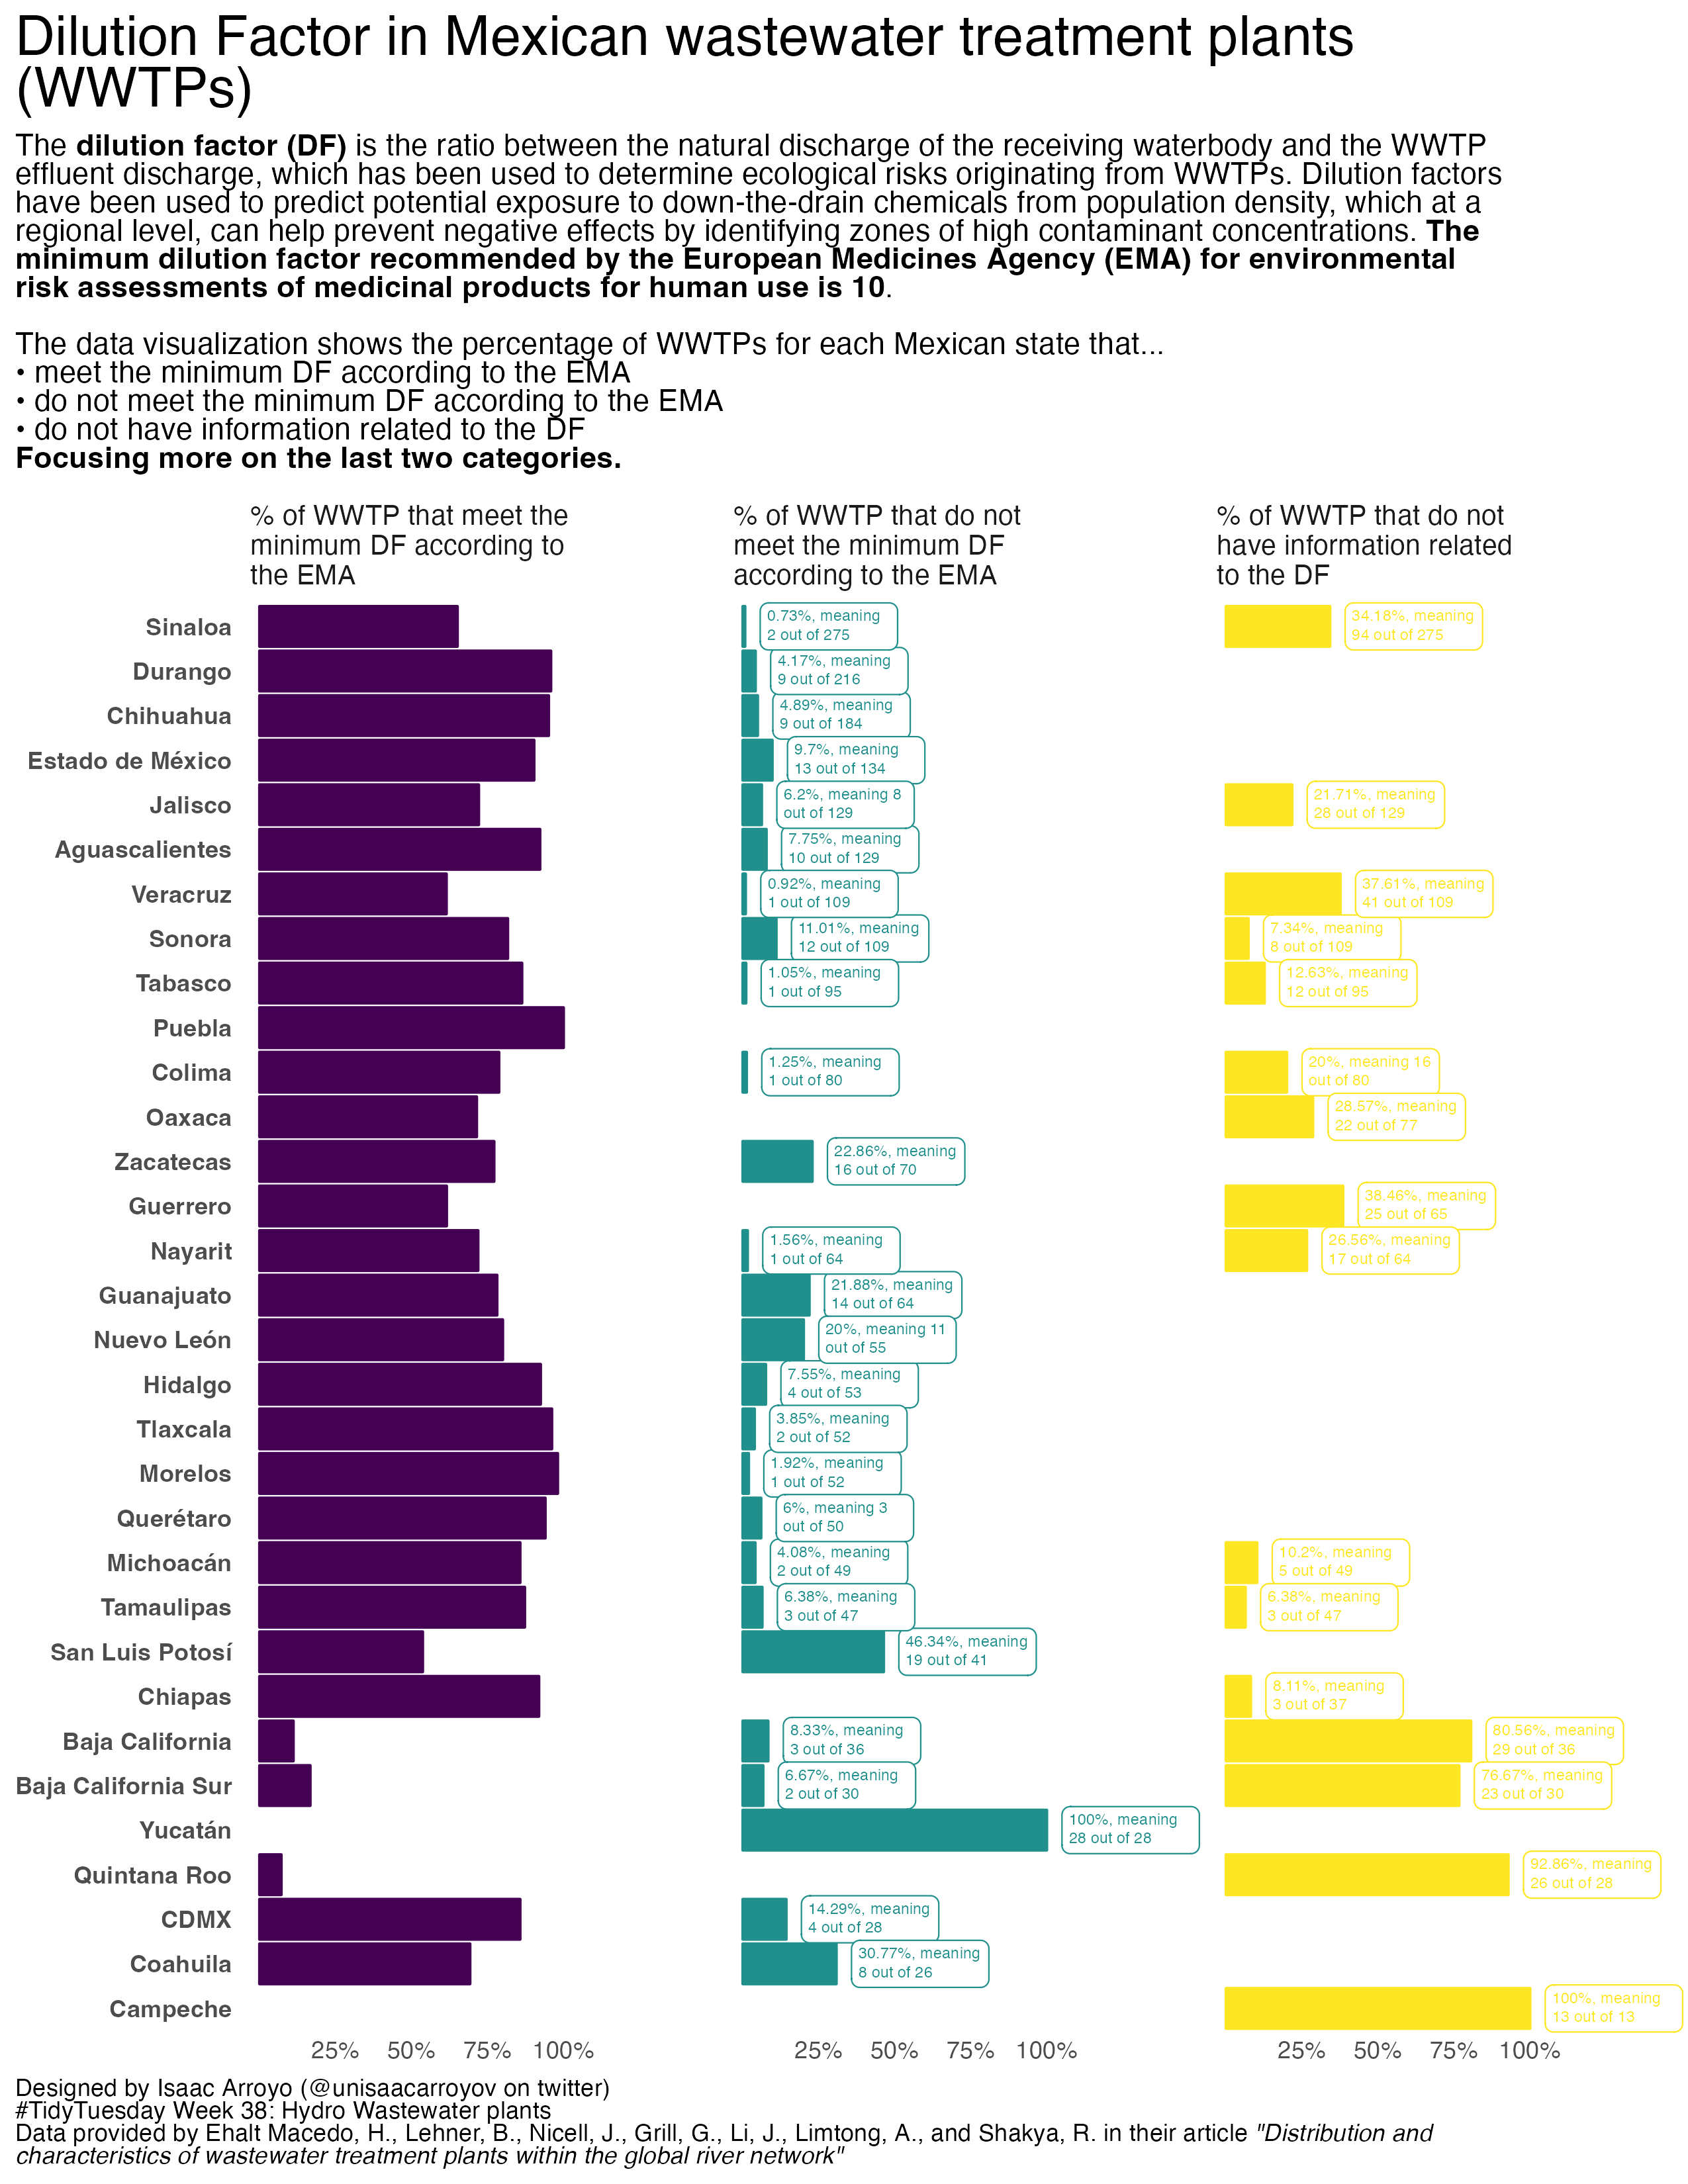 Dilution Factor in Mexican wastewater treatment plants
(WWTPs)
The dilution factor (DF) is the ratio between the natural discharge of the receiving waterbody and the WWTP
effluent discharge, which has been used to determine ecological risks originating from WWTPs. Dilution factors
have been used to predict potential exposure to down-the-drain chemicals from population density, which at a
regional level, can help prevent negative effects by identifying zones of high contaminant concentrations. The
minimum dilution factor recommended by the European Medicines Agency (EMA) for environmental
risk assessments of medicinal products for human use is 10.
The data visualization shows the percentage of WWTPs for each Mexican state that...
• meet the minimum DF according to the EMA
• do not meet the minimum DF according to the EMA
• do not have information related to the DF
Focusing more on the last two categories.
% of WWTP that meet the
minimum DF according to
the EMA
% of WWTP that do not
meet the minimum DF
according to the EMA
% of WWTP that do not
have information related
to the DF
Sinaloa
0.73%, meaning
2 out of 275
34.18%, meaning
94 out of 275
Durango
4.17%, meaning
9 out of 216
Chihuahua
4.89%, meaning
9 out of 184
Estado de México
9.7%, meaning
13 out of 134
Jalisco
6.2%, meaning 8
out of 129
21.71%, meaning
28 out of 129
Aguascalientes
7.75%, meaning
10 out of 129
Veracruz
0.92%, meaning
1 out of 109
37.61%, meaning
41 out of 109
Sonora
11.01%, meaning
12 out of 109
7.34%, meaning
8 out of 109
Tabasco
1.05%, meaning
1 out of 95
12.63%, meaning
12 out of 95
Puebla
Colima
1.25%, meaning
1 out of 80
20%, meaning 16
out of 80
Oaxaca
28.57%, meaning
22 out of 77
Zacatecas
22.86%, meaning
16 out of 70
Guerrero
38.46%, meaning
25 out of 65
Nayarit
1.56%, meaning
1 out of 64
26.56%, meaning
17 out of 64
Guanajuato
21.88%, meaning
14 out of 64
Nuevo León
20%, meaning 11
out of 55
Hidalgo
7.55%, meaning
4 out of 53
Tlaxcala
3.85%, meaning
2 out of 52
Morelos
1.92%, meaning
1 out of 52
Querétaro
6%, meaning 3
out of 50
Michoacán
4.08%, meaning
2 out of 49
10.2%, meaning
5 out of 49
Tamaulipas
6.38%, meaning
3 out of 47
6.38%, meaning
3 out of 47
San Luis Potosí
46.34%, meaning
19 out of 41
Chiapas
8.11%, meaning
3 out of 37
Baja California
8.33%, meaning
3 out of 36
80.56%, meaning
29 out of 36
Baja California Sur
6.67%, meaning
2 out of 30
76.67%, meaning
23 out of 30
Yucatán
100%, meaning
28 out of 28
Quintana Roo
92.86%, meaning
26 out of 28
CDMX
14.29%, meaning
4 out of 28
Coahuila
30.77%, meaning
8 out of 26
Campeche
100%, meaning
13 out of 13
25% 50% 75% 100%
25% 50% 75% 100%
25% 50% 75% 100%
Designed by Isaac Arroyo (@unisaacarroyov on twitter)
#TidyTuesday Week 38: Hydro Wastewater plants
Data provided by Ehalt Macedo, H., Lehner, B., Nicell, J., Grill, G., Li, J., Limtong, A., and Shakya, R. in their article "Distribution and
characteristics of wastewater treatment plants within the global river network"